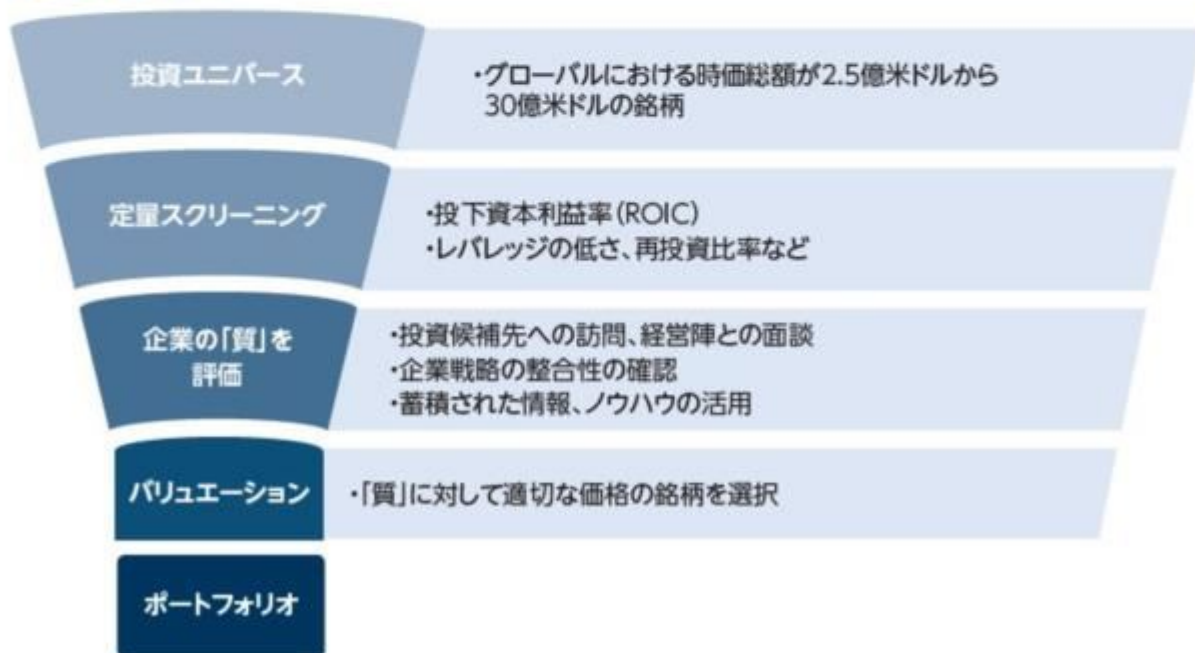 投資ユニバース
・グローバルにおける時価総額が2.5億米ドルから
30億米ドルの銘柄
定量スクリーニング
・投下資本利益率(ROIC)
・レバレッジの低さ、再投資比率など
企業の「質」を
評価
・投資候補先への訪問、経営陣との面談
・企業戦略の整合性の確認
・蓄積された情報、ノウハウの活用
バリュエーション
・「質」に対して適切な価格の銘柄を選択
ポートフォリオ